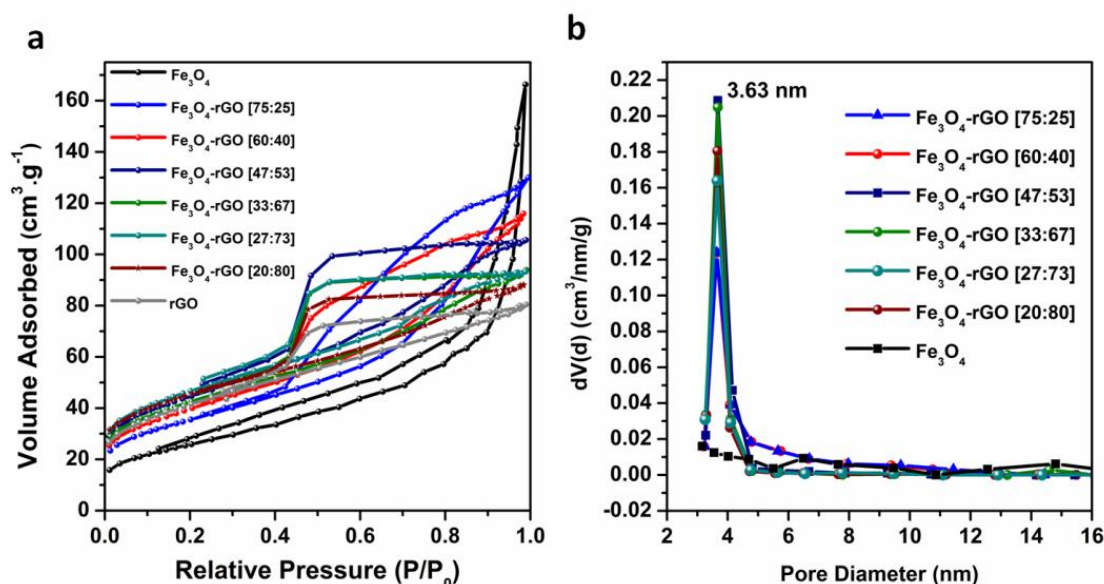 a
Volume Adsorbed (cm³.g⁻¹)
160
140
120
100
80
60
40
20
0
Fe₃O₄
Fe₃O₄-rGO [75:25]
Fe₃O₄-rGO [60:40]
Fe₃O₄-rGO [47:53]
Fe₃O₄-rGO [33:67]
Fe₃O₄-rGO [27:73]
Fe₃O₄-rGO [20:80]
rGO
0.0 0.2 0.4 0.6 0.8 1.0
Relative Pressure (P/P₀)
b
dV(d) (cm³/nm/g)
0.22
0.20
0.18
0.16
0.14
0.12
0.10
0.08
0.06
0.04
0.02
0.00
-0.02
3.63 nm
Fe₃O₄-rGO [75:25]
Fe₃O₄-rGO [60:40]
Fe₃O₄-rGO [47:53]
Fe₃O₄-rGO [33:67]
Fe₃O₄-rGO [27:73]
Fe₃O₄-rGO [20:80]
Fe₃O₄
2 4 6 8 10 12 14 16
Pore Diameter (nm)